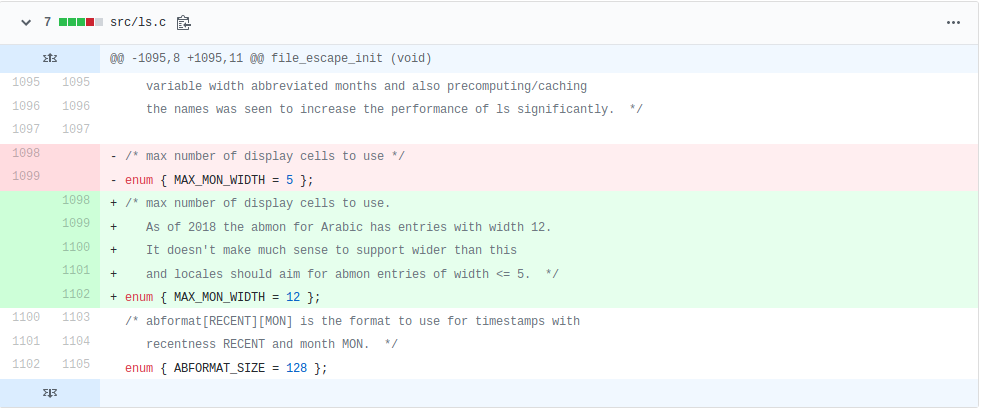 7 src/ls.c
@@ -1095,8 +1095,11 @@ file_escape_init (void)
1095 1095 variable width abbreviated months and also precomputing/caching
1096 1096 the names was seen to increase the performance of ls significantly.  */
1097 1097
1098 - /* max number of display cells to use */
1099 - enum { MAX_MON_WIDTH = 5 };
1098 + /* max number of display cells to use.
1099 + As of 2018 the abmon for Arabic has entries with width 12.
1100 + It doesn't make much sense to support wider than this
1101 + and locales should aim for abmon entries of width <= 5.  */
1102 + enum { MAX_MON_WIDTH = 12 };
1100 1103 /* abformat[RECENT][MON] is the format to use for timestamps with
1101 1104 recentness RECENT and month MON.  */
1102 1105 enum { ABFORMAT_SIZE = 128 };